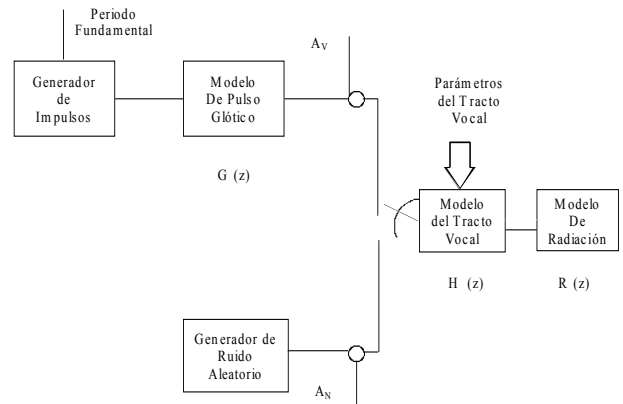 Periodo
Fundamental
Generador
de
Impulsos
Modelo
De Pulso
Glótico
G (z)
A_V
Parámetros
del Tracto
Vocal
Modelo
del Tracto
Vocal
H (z)
Modelo
De
Radiación
R (z)
Generador de
Ruido
Aleatorio
A_N